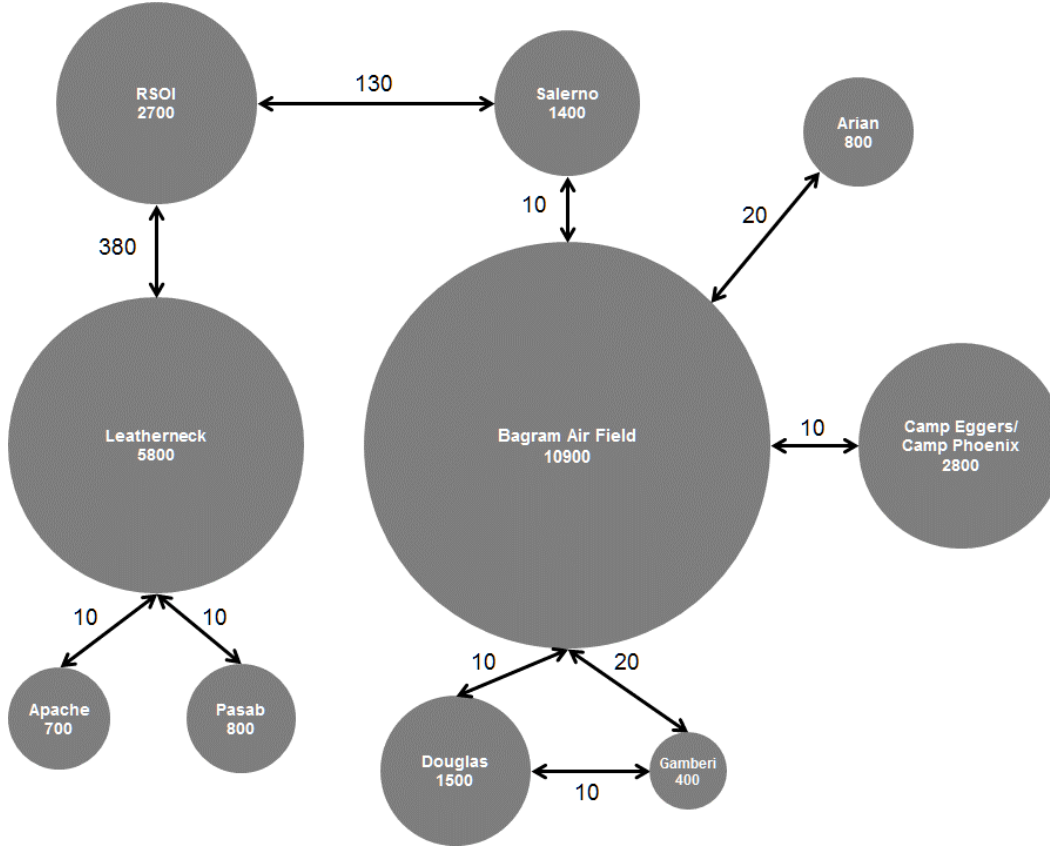 RSOI
2700
130
Salerno
1400
Arian
800
380
10
20
Leatherneck
5800
Bagram Air Field
10900
10
Camp Eggers/
Camp Phoenix
2800
10
10
10
20
Apache
700
Pasab
800
Douglas
1500
10
Gamberi
400